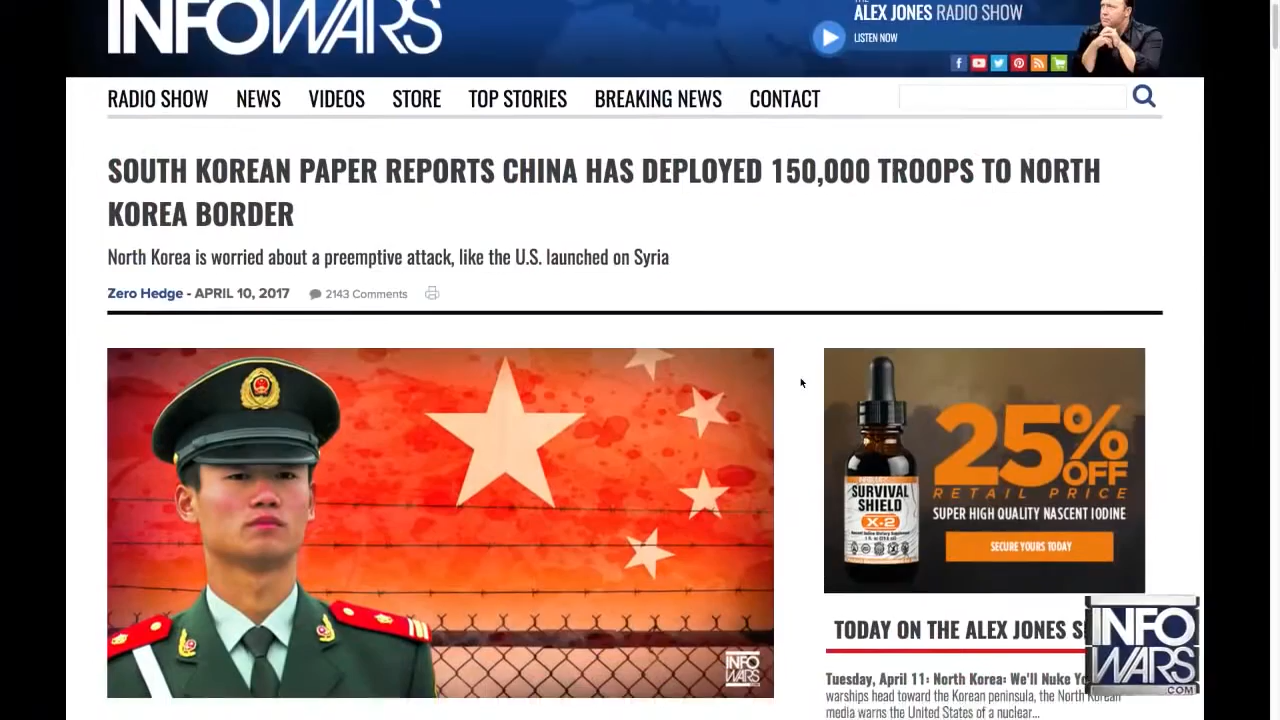 INFOWARS
THE
ALEX JONES RADIO SHOW
LISTEN NOW
RADIO SHOW NEWS VIDEOS STORE TOP STORIES BREAKING NEWS CONTACT
SOUTH KOREAN PAPER REPORTS CHINA HAS DEPLOYED 150,000 TROOPS TO NORTH
KOREA BORDER
North Korea is worried about a preemptive attack, like the U.S. launched on Syria
Zero Hedge - APRIL 10, 2017 2143 Comments
INFO
WARS
25%
OFF
RETAIL PRICE
SUPER HIGH QUALITY NASCENT IODINE
SECURE YOURS TODAY
SURVIVAL
SHIELD
X-2
TODAY ON THE ALEX JONES S
Tuesday, April 11: North Korea: We'll Nuke Yo
warships head toward the Korean peninsula, the North Korean
media warns the United States of a nuclear...
INFO
WARS
.COM